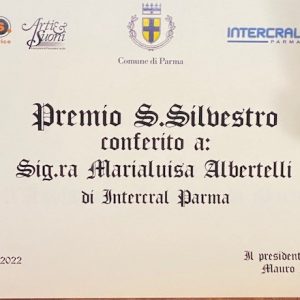 Arti & Suoni
INTERCRAL
PARMA
Comune di Parma
Premio S.Silvestro
conferito a:
Sig.ra Marialuisa Albertelli
di Intercral Parma
2022
Il president
Mauro